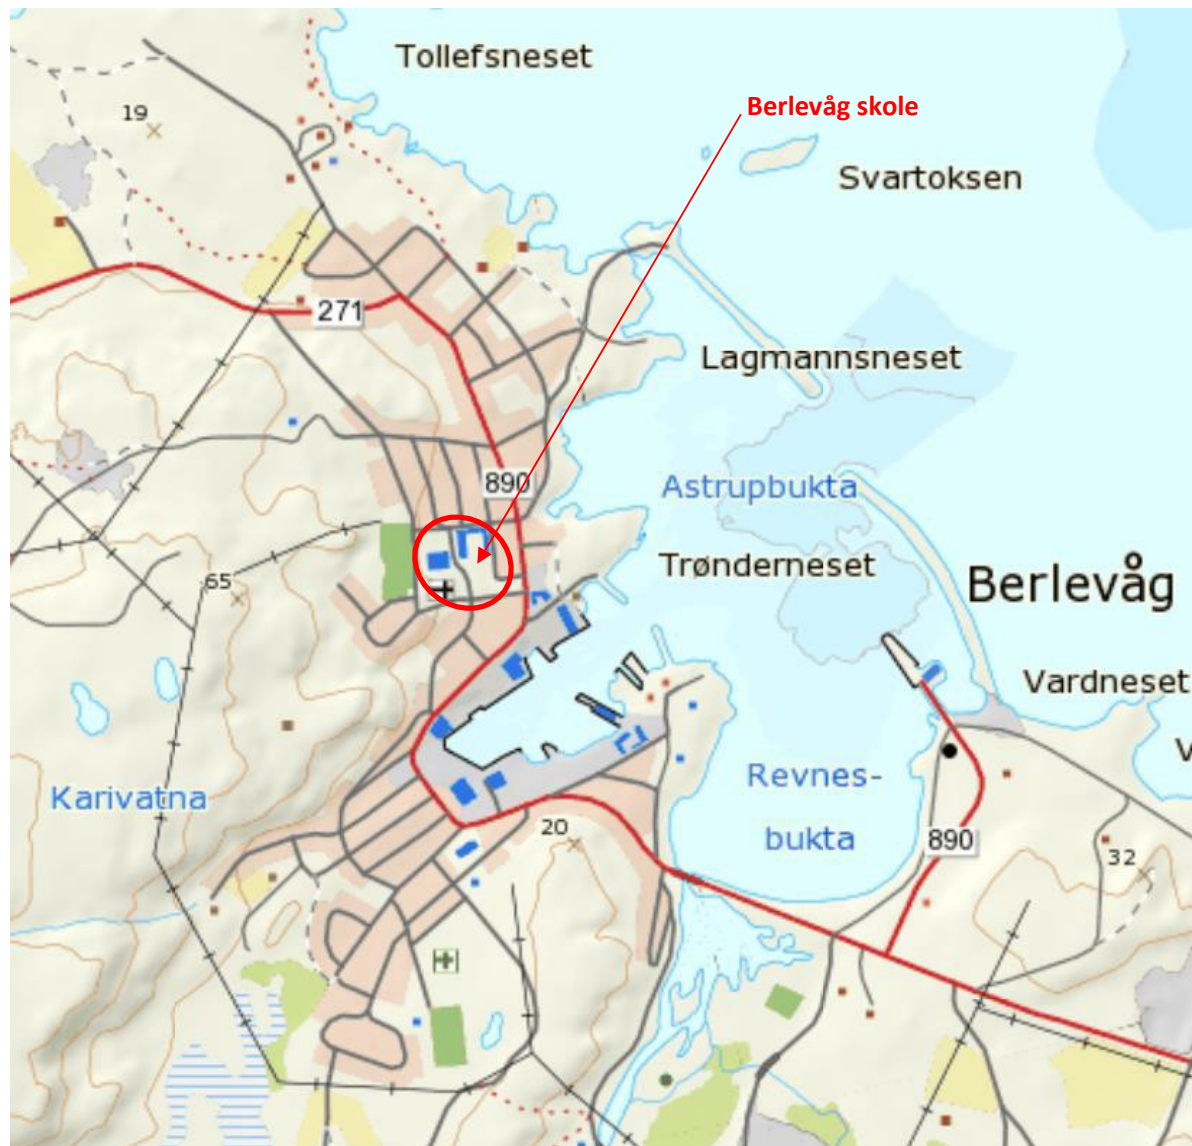 Tollefsneset
Berlevåg skole
19
Svartoksen
271
Lagmannsneset
890
Astrupbukta
Trønderneset
Berlevåg
65
Vardneset
V
Karivatna
Revnes-
bukta
20
890
32